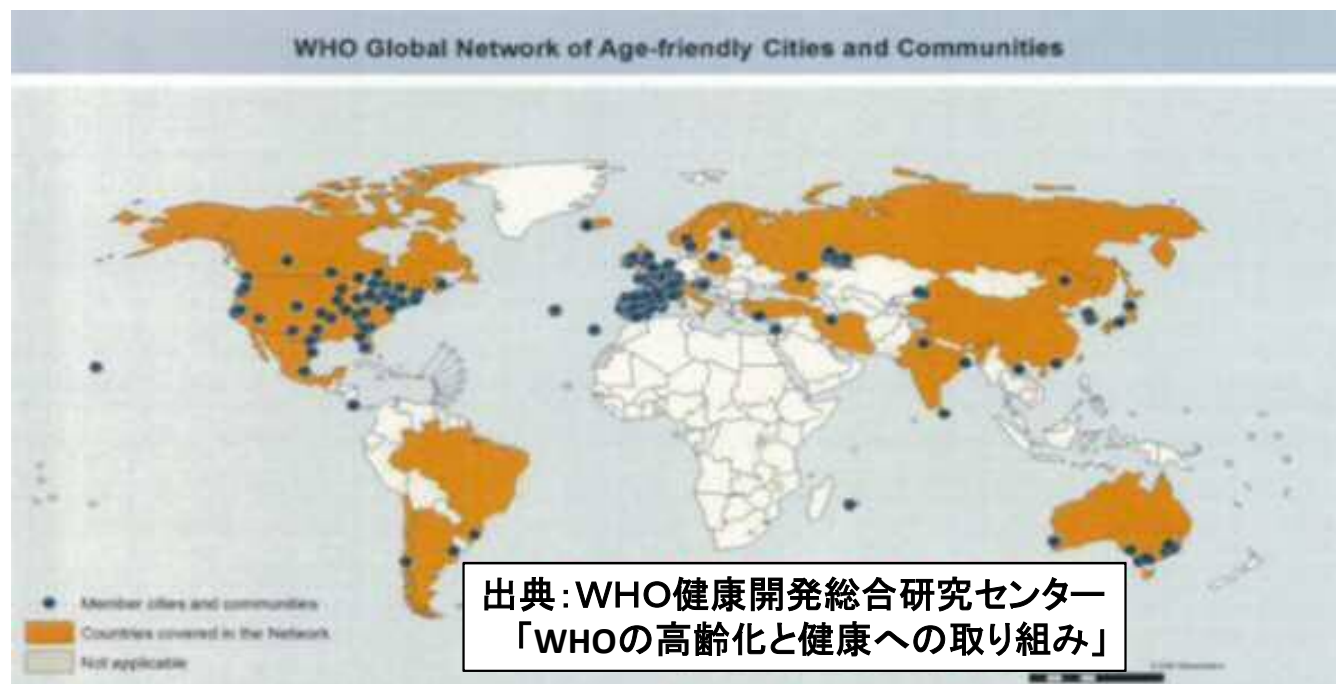 WHO Global Network of Age-friendly Cities and Communities
Member cities and communities
Countries covered in the Network
Not applicable
出典：WHO健康開発総合研究センター
「WHOの高齢化と健康への取り組み」